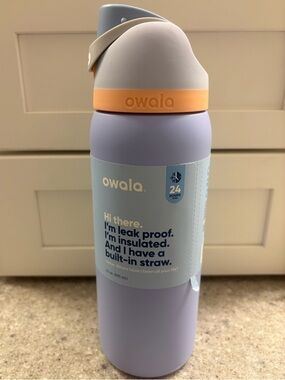 owala
owala.
24
Hi there.
I'm leak proof.
I'm insulated.
And I have a
built-in straw.